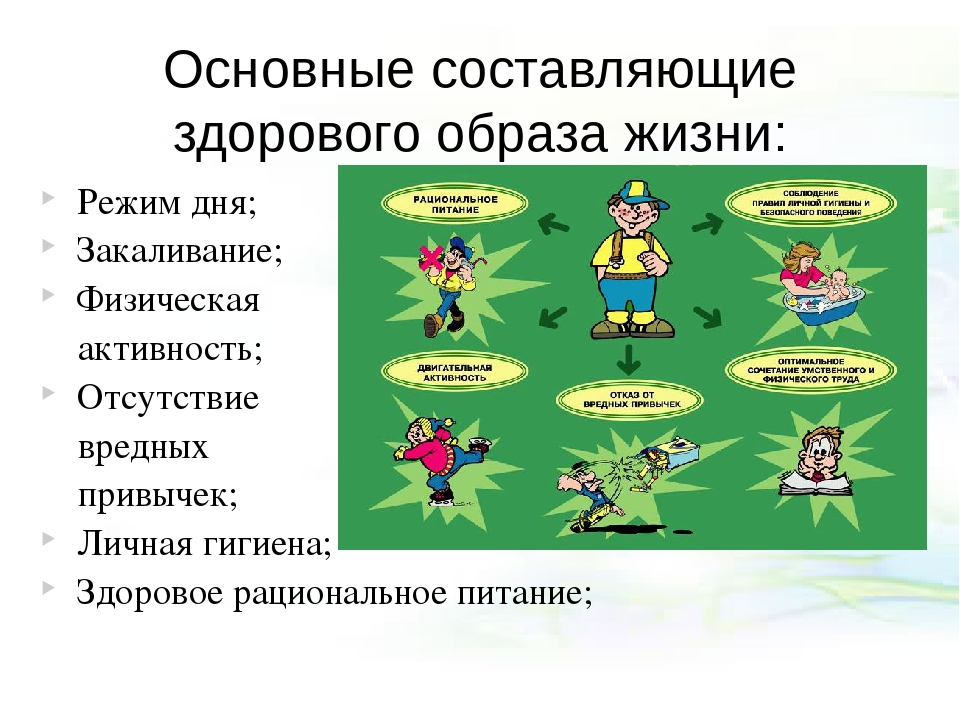 Основные составляющие
здорового образа жизни:
Режим дня;
Закаливание;
Физическая
активность;
Отсутствие
вредных
привычек;
Личная гигиена;
Здоровое рациональное питание;
РАЦИОНАЛЬНОЕ
ПИТАНИЕ
СОБЛЮДЕНИЕ
ПРАВИЛ ЛИЧНОЙ ГИГИЕНЫ И
БЕЗОПАСНОГО ПОВЕДЕНИЯ
ДВИГАТЕЛЬНАЯ
АКТИВНОСТЬ
ОТКАЗ ОТ
ВРЕДНЫХ ПРИВЫЧЕК
ОПТИМАЛЬНОЕ
СОЧЕТАНИЕ УМСТВЕННОГО И
ФИЗИЧЕСКОГО ТРУДА